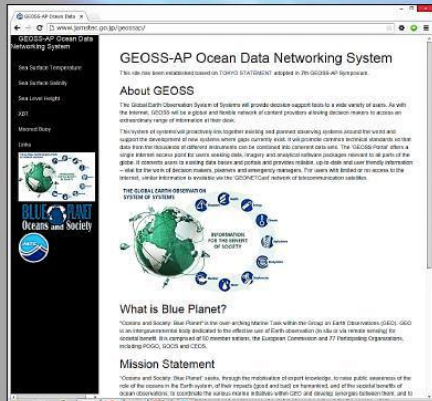 GEOSS-AP Ocean Data
www.jamstec.go.jp/geossap/
GEOSS-AP Ocean Data
Networking System
Sea Surface Temperature
Sea Surface Salinity
Sea Level Height
XBT
Moored Buoy
Links
BLUE PLANET
Oceans and Society
GEOSS-AP Ocean Data Networking System
This site has been established based on TOKYO STATEMENT adopted in 7th GEOSS-AP Symposium.
About GEOSS
The Global Earth Observation System of Systems will provide decision-support tools to a wide variety of users. As with
the Internet, GEOSS will be a global and flexible network of content providers allowing decision makers to access an
extraordinary range of information at their desk.
This system of systems will proactively link together existing and planned observing systems around the world and
support the development of new systems where gaps currently exist. It will promote common technical standards so that
data from the thousands of different instruments can be combined into coherent data sets. The 'GEOSS Portal' offers a
single Internet access point for users seeking data, imagery and analytical software packages relevant to all parts of the
globe. It connects users to existing data bases and portals and provides reliable, up-to-date and user friendly information
– vital for the work of decision makers, planners and emergency managers. For users with limited or no access to the
Internet, similar information is available via the 'GEONETCast' network of telecommunication satellites.
THE GLOBAL EARTH OBSERVATION
SYSTEM OF SYSTEMS
INFORMATION
FOR THE BENEFIT
OF SOCIETY
What is Blue Planet?
"Oceans and Society: Blue Planet" is the over-arching Marine Task within the Group on Earth Observations (GEO). GEO
is an intergovernmental body dedicated to the effective use of Earth observation (in situ or via remote sensing) for
societal benefit. It is comprised of 90 member nations, the European Commission and 77 Participating Organizations,
including POGO, GOOS and CEOS.
Mission Statement
"Oceans and Society: Blue Planet" seeks, through the mobilisation of expert knowledge, to raise public awareness of the
role of the oceans in the Earth system, of their impacts (good and bad) on humankind, and of the societal benefits of
ocean observations; to coordinate the various marine initiatives within GEO and develop synergies between them; and to